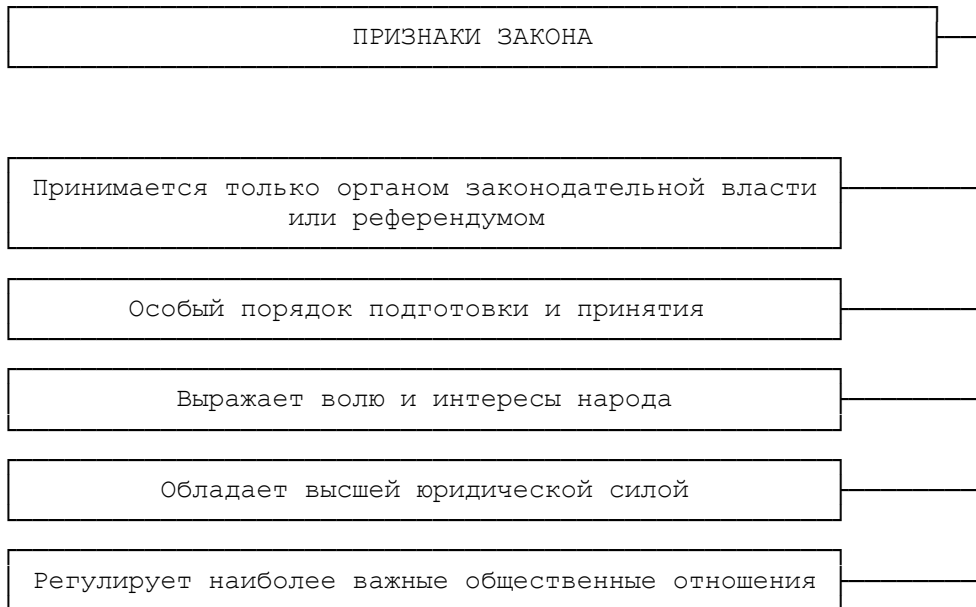 ПРИЗНАКИ ЗАКОНА
Принимается только органом законодательной власти
или референдумом
Особый порядок подготовки и принятия
Выражает волю и интересы народа
Обладает высшей юридической силой
Регулирует наиболее важные общественные отношения